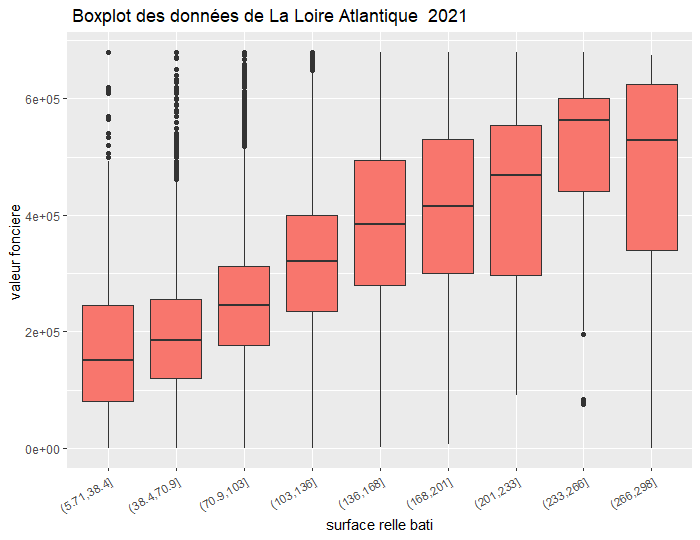 Boxplot des données de La Loire Atlantique  2021
valeur fonciere
6e+05
4e+05
2e+05
0e+00
(5.71,38.4]
(38.4,70.9]
(70.9,103]
(103,136]
(136,168]
(168,201]
(201,233]
(233,266]
(266,298]
surface relle bati